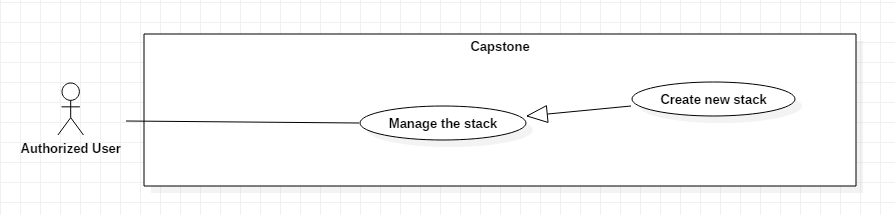 Capstone
Create new stack
Manage the stack
Authorized User